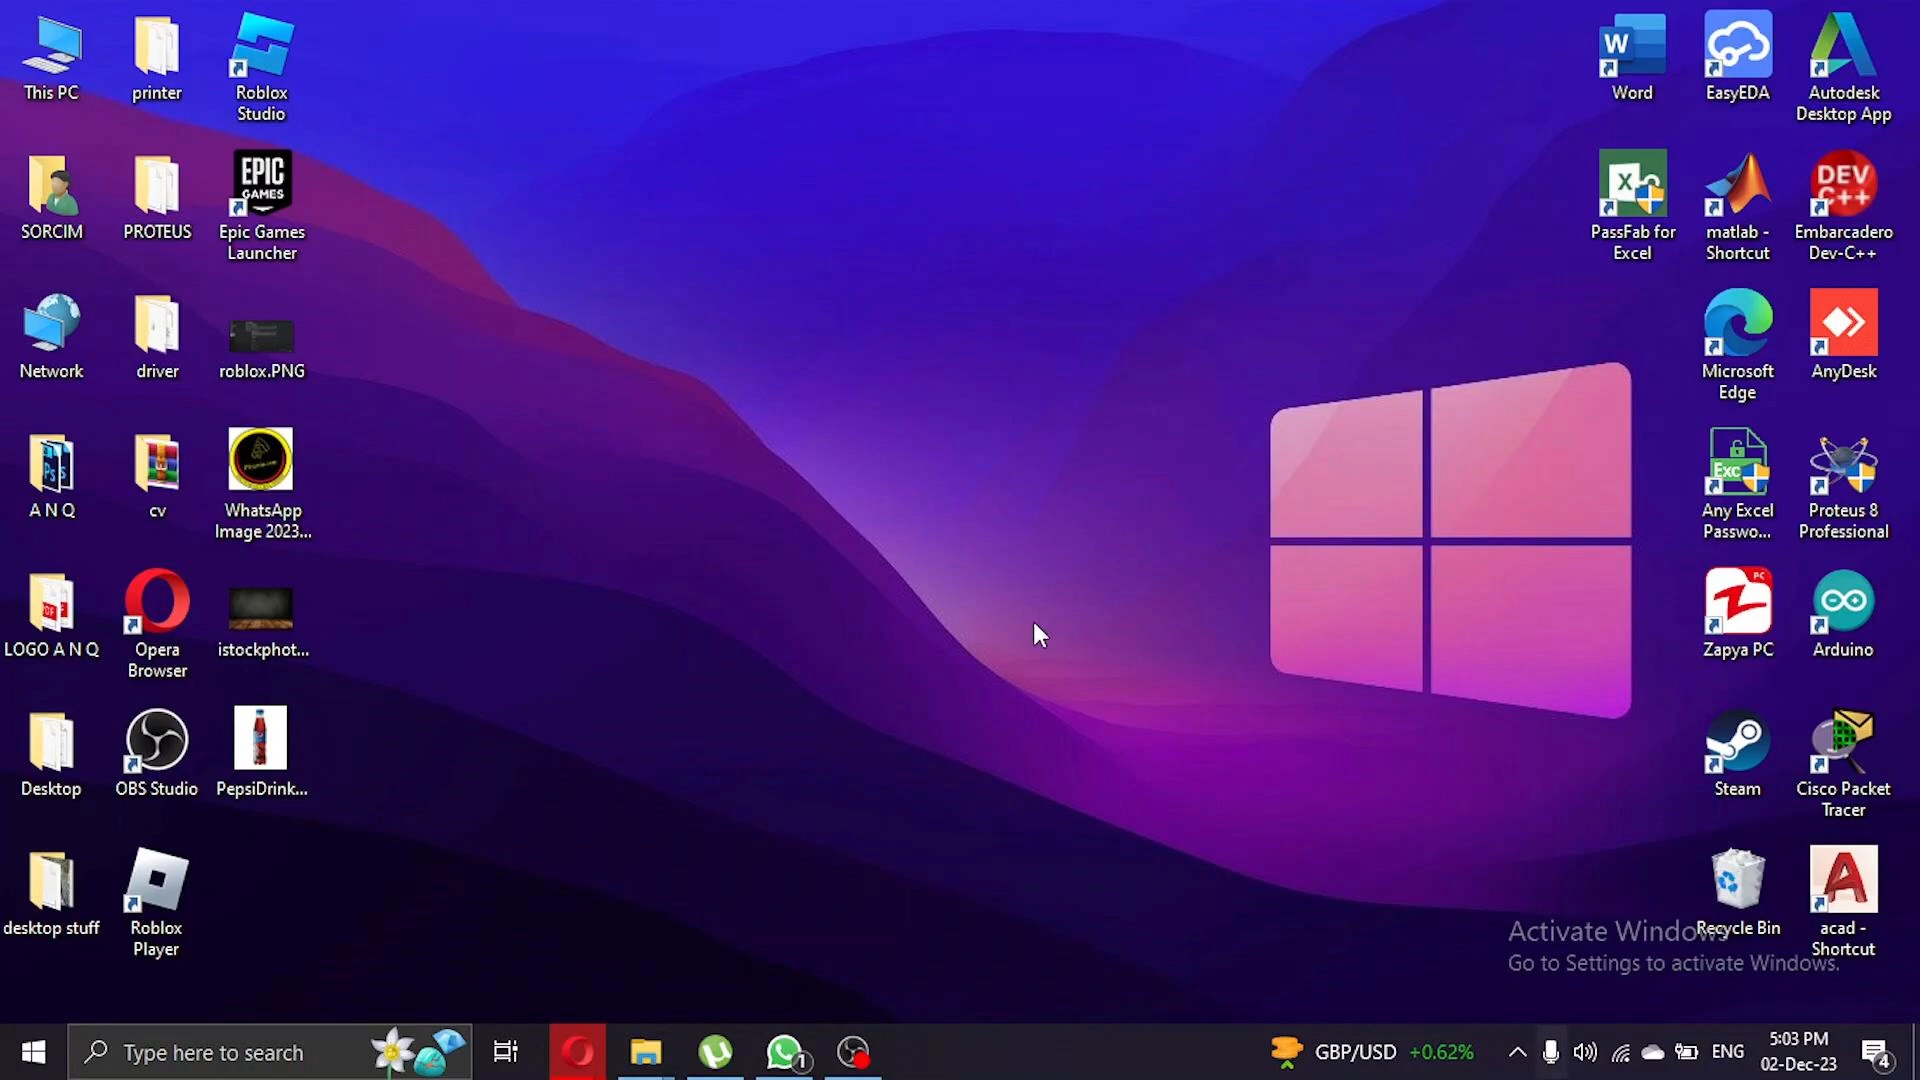 This PC
printer
Roblox
Studio
SORCIM
PROTEUS
EPIC
GAMES
Epic Games
Launcher
Network
driver
roblox.PNG
A N Q
cv
WhatsApp
Image 2023...
LOGO A N Q
Opera
Browser
istockphot...
Desktop
OBS Studio
PepsiDrink...
desktop stuff
Roblox
Player
W
Word
EasyEDA
Autodesk
Desktop App
X
PassFab for
Excel
matlab -
Shortcut
DEV
C++
Embarcadero
Dev-C++
Microsoft
Edge
AnyDesk
Exc
Any Excel
Passwo...
Proteus 8
Professional
PC
Zapya PC
Arduino
Steam
Cisco Packet
Tracer
Recycle Bin
acad -
Shortcut
Activate Windows
Go to Settings to activate Windows.
Type here to search
1
GBP/USD +0.62%
ENG
5:03 PM
02-Dec-23
4